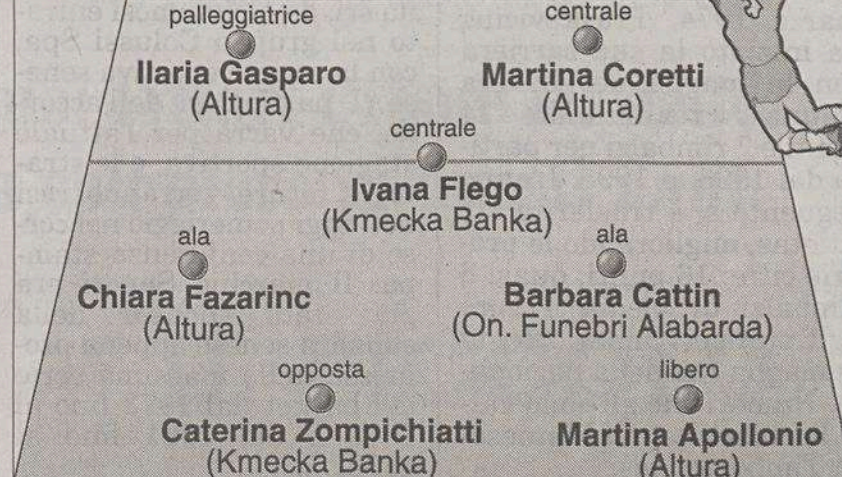 palleggiatrice
Ilaria Gasparo
(Altura)
centrale
Martina Coretti
(Altura)
centrale
Ivana Flego
(Kmecka Banka)
ala
Chiara Fazarinc
(Altura)
ala
Barbara Cattin
(On. Funebri Alabarda)
opposta
Caterina Zompichiatti
(Kmecka Banka)
libero
Martina Apollonio
(Altura)